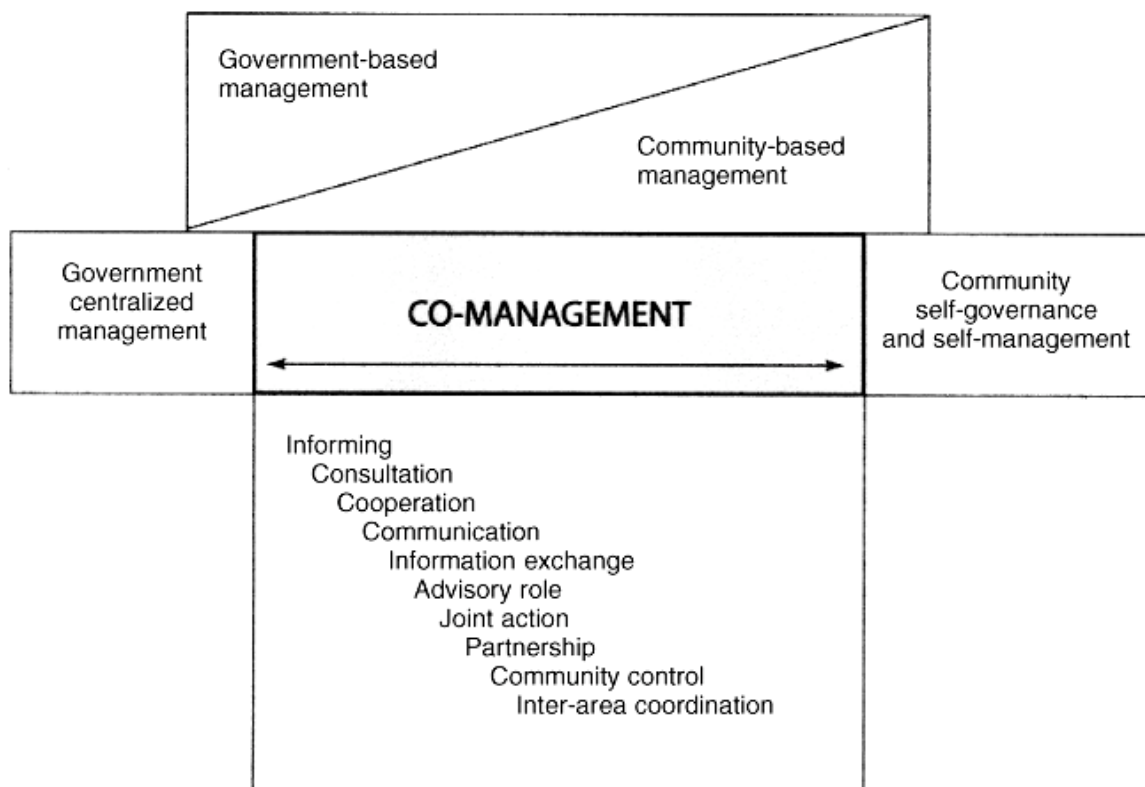 Government-based
management
Community-based
management
Government
centralized
management
CO-MANAGEMENT
Community
self-governance
and self-management
Informing
Consultation
Cooperation
Communication
Information exchange
Advisory role
Joint action
Partnership
Community control
Inter-area coordination